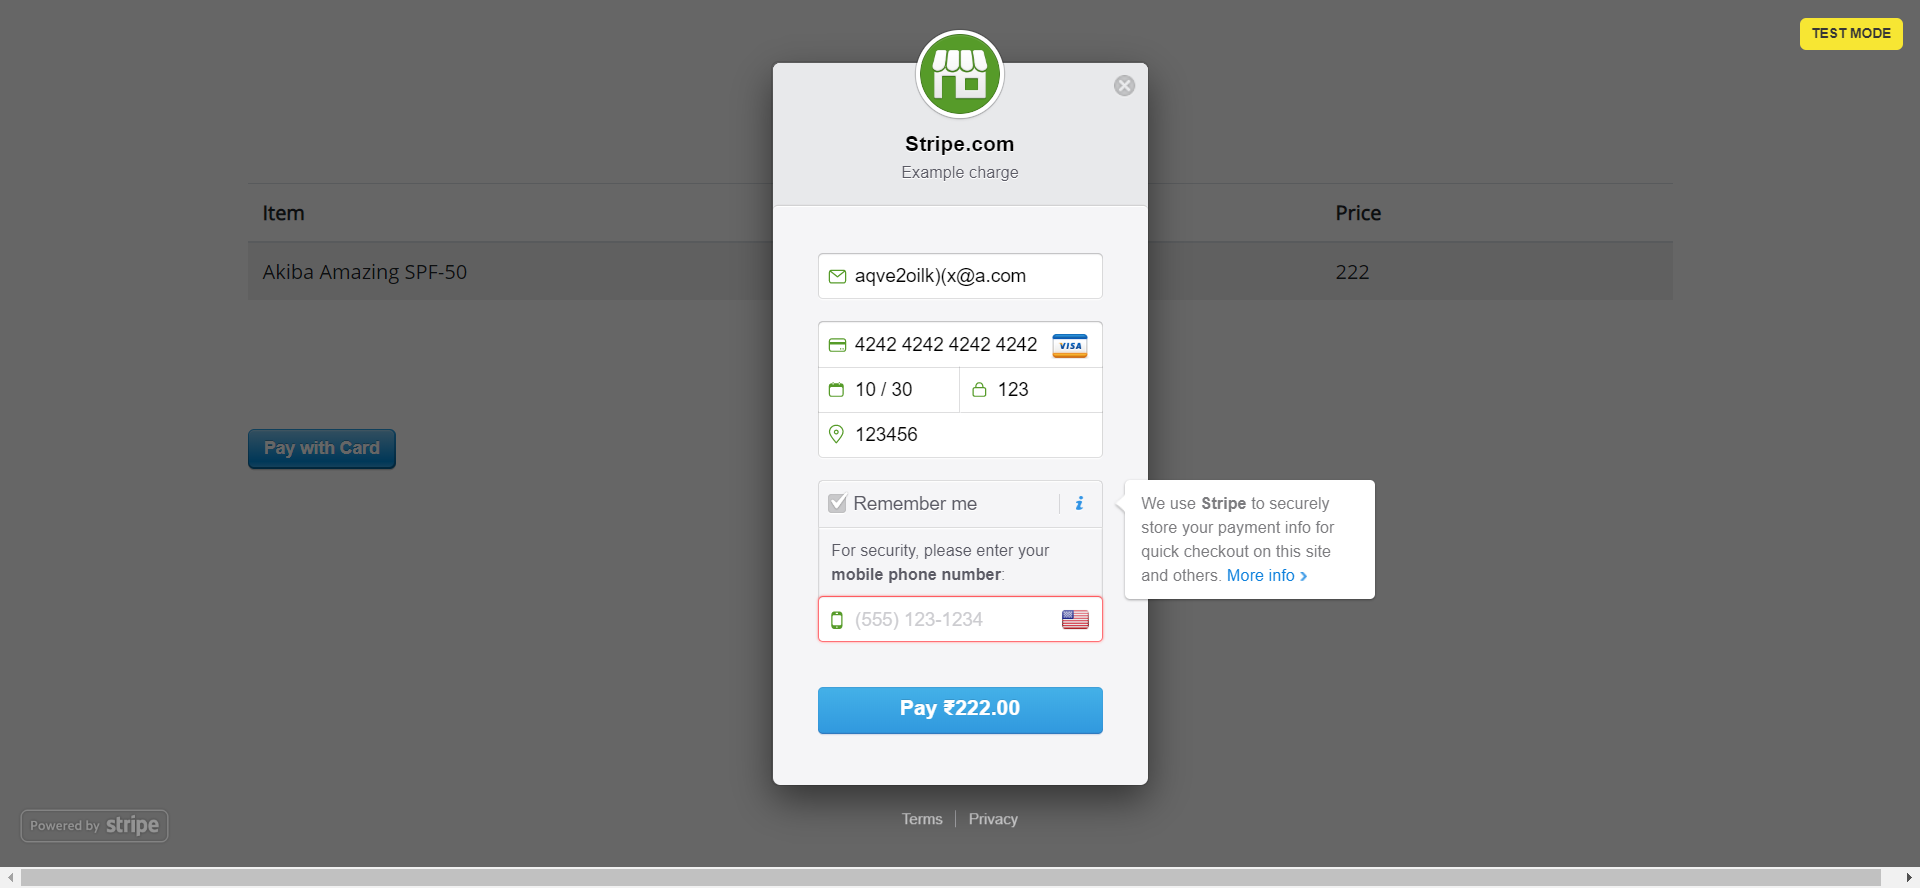 TEST MODE
Stripe.com
Example charge
Item
Price
Akiba Amazing SPF-50
222
aqve2oilk)(x@a.com
4242 4242 4242 4242
VISA
10 / 30
123
123456
Pay with Card
Remember me
i
For security, please enter your
mobile phone number:
(555) 123-1234
We use Stripe to securely
store your payment info for
quick checkout on this site
and others. More info ›
Pay ₹222.00
Terms
Privacy
Powered by stripe